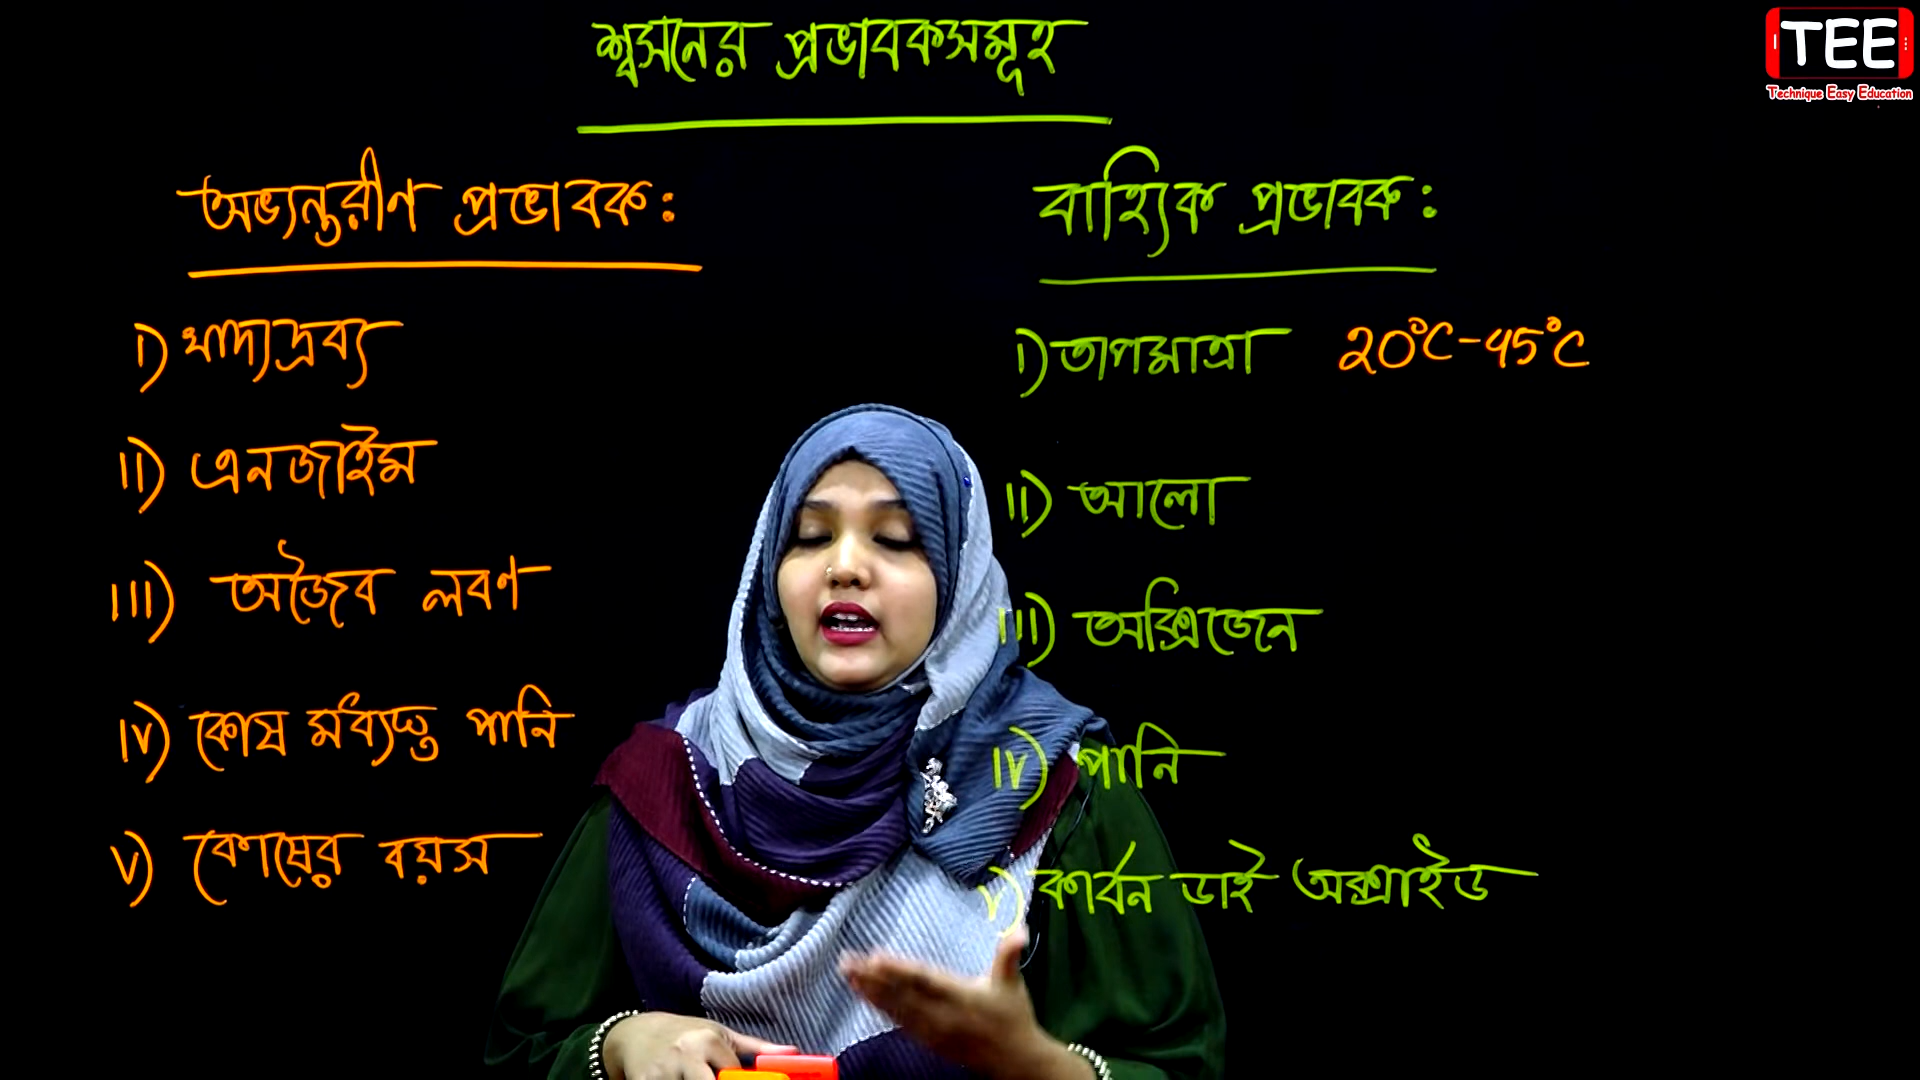 শ্বসনের প্রভাবকসমূহ
TEE
Technique Easy Education
অভ্যন্তরীণ প্রভাবক:
i) খাদ্যদ্রব্য
ii) এনজাইম
iii) অজৈব লবণ
iv) কোষ মধ্যস্থ পানি
v) কোষের বয়স
বাহ্যিক প্রভাবক:
i) তাপমাত্রা 20°C-45°C
ii) আলো
iii) অক্সিজেন
iv) পানি
v) কার্বন ডাই অক্সাইড